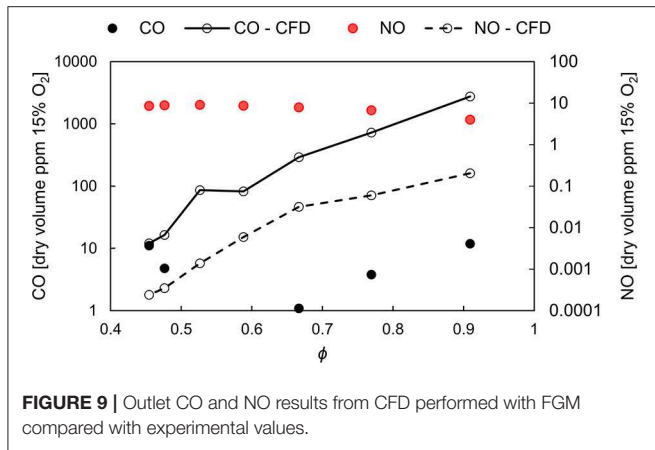 CO CO - CFD NO NO - CFD
10000
1000
100
10
1
CO [dry volume ppm 15% O₂]
100
10
1
0.1
0.01
0.001
0.0001
NO [dry volume ppm 15% O₂]
0.4 0.5 0.6 0.7 0.8 0.9 1
ϕ
FIGURE 9 | Outlet CO and NO results from CFD performed with FGM
compared with experimental values.